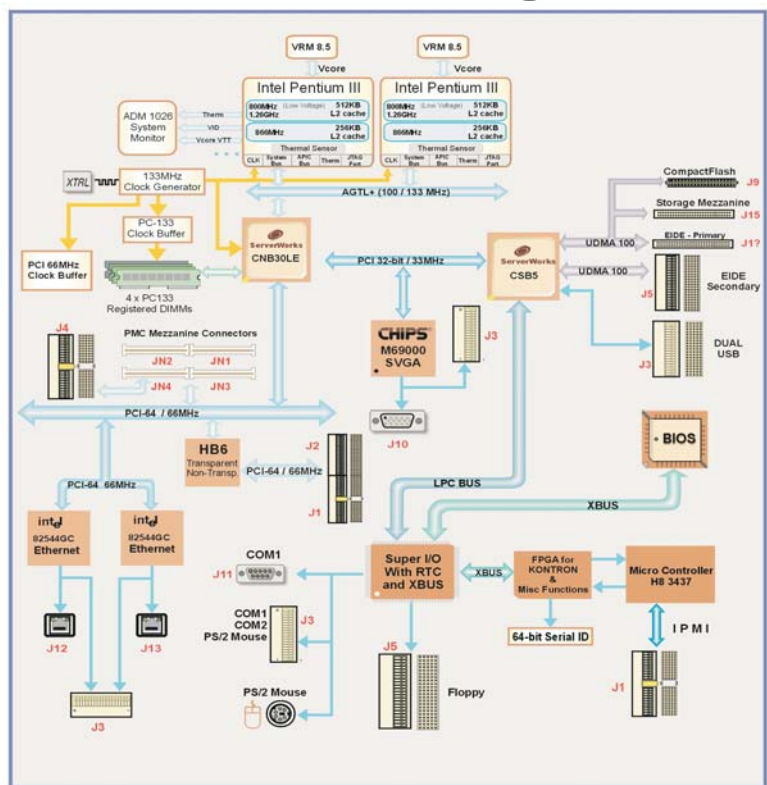 VRM 8.5
VRM 8.5
Vcore
Vcore
Intel Pentium III
800MHz (Low Voltage) 512KB
1.26GHz L2 cache
866MHz 256KB
L2 cache
Thermal Sensor
CLK System Bus APIC Bus Therm JTAG Port
Intel Pentium III
800MHz (Low Voltage) 512KB
1.26GHz L2 cache
866MHz 256KB
L2 cache
Thermal Sensor
CLK System Bus APIC Bus Therm JTAG Port
ADM 1026
System
Monitor
Therm
VID
Vcore VTT
XTRL
133MHz
Clock Generator
AGTL+ (100 / 133 MHz)
PC-133
Clock Buffer
PCI 66MHz
Clock Buffer
4 x PC133
Registered DIMMs
ServerWorks
CNB30LE
PCI 32-bit / 33MHz
ServerWorks
CSB5
CompactFlash
J9
Storage Mezzanine
J15
EIDE - Primary
J1?
UDMA 100
UDMA 100
J5
EIDE
Secondary
J3
DUAL
USB
CHIPS
M69000
SVGA
J3
J10
J4
PMC Mezzanine Connectors
JN2 JN1
JN4 JN3
PCI-64 / 66MHz
HB6
Transparent
Non-Transp.
PCI-64 / 66MHz
J2
J1
BIOS
LPC BUS
XBUS
PCI-64 66MHz
intel
82544GC
Ethernet
intel
82544GC
Ethernet
J12
J13
J3
COM1
J11
COM1
COM2
PS/2 Mouse
J3
PS/2 Mouse
Super I/O
With RTC
and XBUS
XBUS
FPGA for
KONTRON
&
Misc Functions
Micro Controller
H8 3437
64-bit Serial ID
I P M I
J5
Floppy
J1